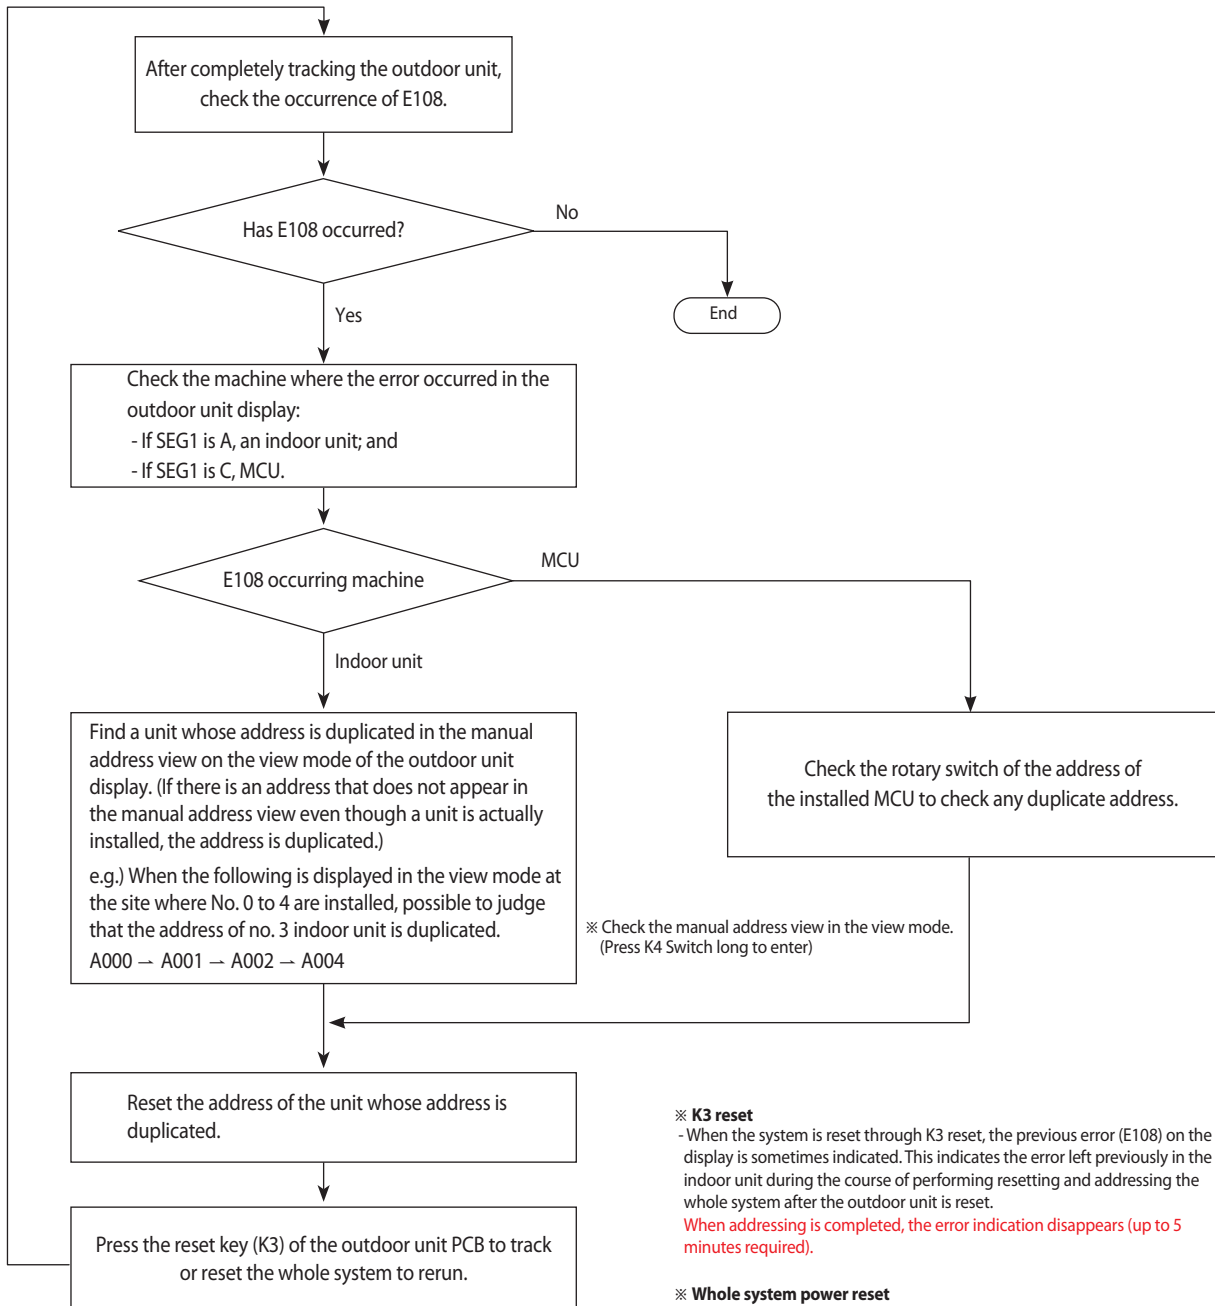 After completely tracking the outdoor unit,
check the occurrence of E108.
Has E108 occurred?
No
End
Yes
Check the machine where the error occurred in the
outdoor unit display:
- If SEG1 is A, an indoor unit; and
- If SEG1 is C, MCU.
E108 occurring machine
MCU
Indoor unit
Find a unit whose address is duplicated in the manual
address view on the view mode of the outdoor unit
display. (If there is an address that does not appear in
the manual address view even though a unit is actually
installed, the address is duplicated.)
e.g.) When the following is displayed in the view mode at
the site where No. 0 to 4 are installed, possible to judge
that the address of no. 3 indoor unit is duplicated.
A000 → A001 → A002 → A004
Check the rotary switch of the address of
the installed MCU to check any duplicate address.
※ Check the manual address view in the view mode.
(Press K4 Switch long to enter)
Reset the address of the unit whose address is
duplicated.
Press the reset key (K3) of the outdoor unit PCB to track
or reset the whole system to rerun.
※ K3 reset
- When the system is reset through K3 reset, the previous error (E108) on the
display is sometimes indicated. This indicates the error left previously in the
indoor unit during the course of performing resetting and addressing the
whole system after the outdoor unit is reset.
When addressing is completed, the error indication disappears (up to 5
minutes required).
※ Whole system power reset